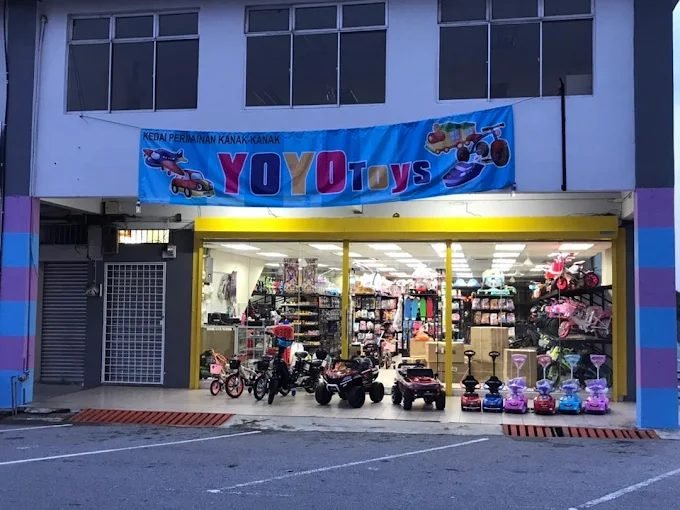 KEDAI PERMAINAN KANAK-KANAK
YOYO Toys